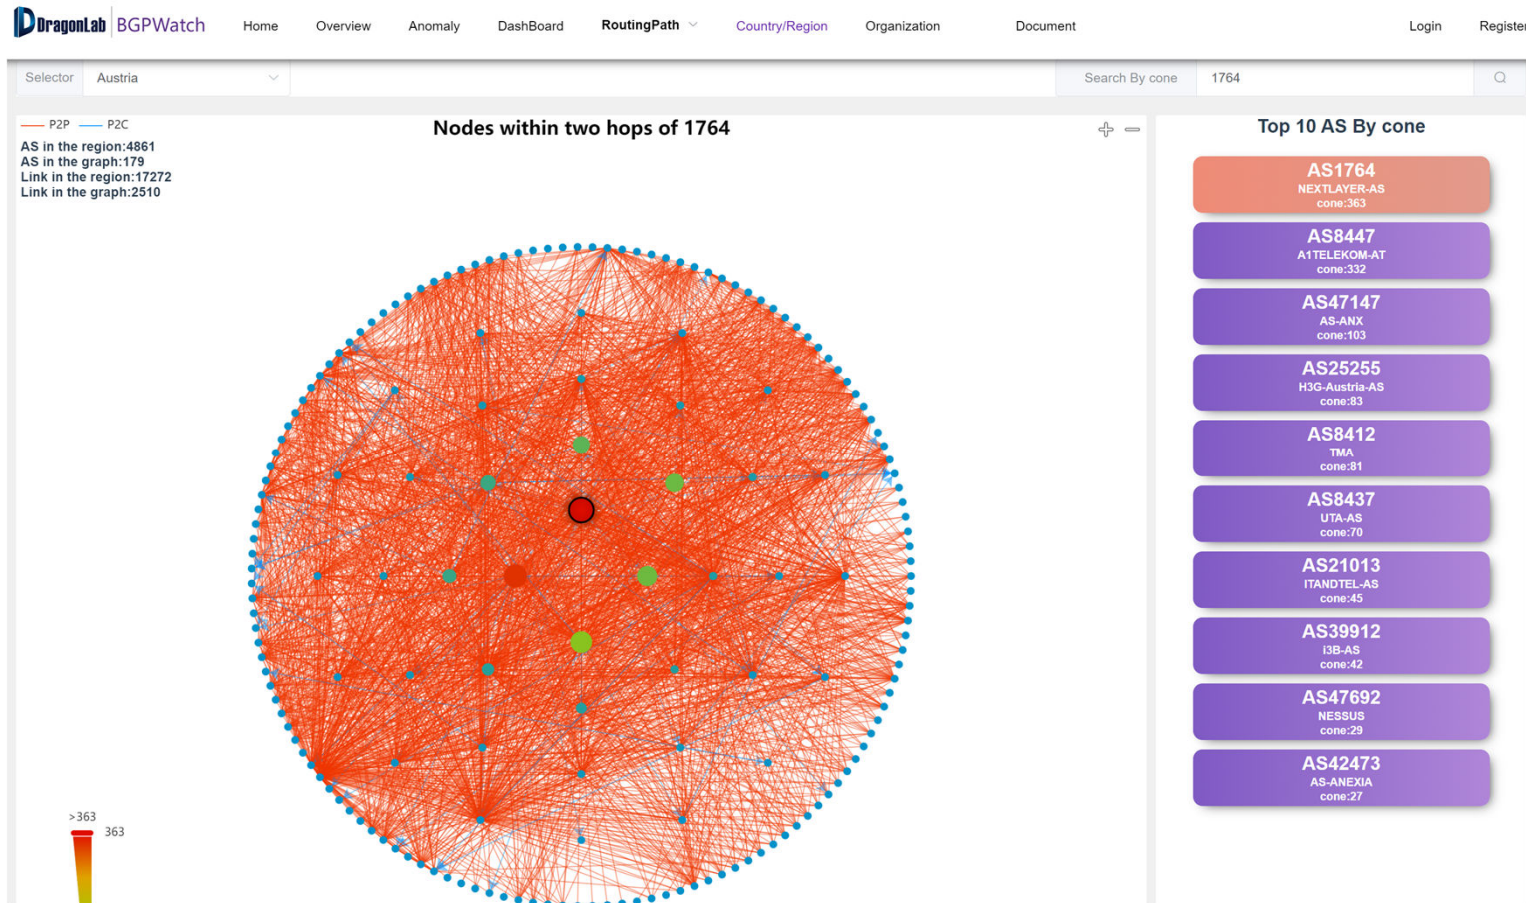 DragonLab BGPWatch Home Overview Anomaly DashBoard RoutingPath Country/Region Organization Document Login Register
Selector Austria Search By cone 1764
P2P P2C
Nodes within two hops of 1764
AS in the region:4861
AS in the graph:179
Link in the region:17272
Link in the graph:2510
>363
363
Top 10 AS By cone
AS1764
NEXTLAYER-AS
cone:363
AS8447
A1TELEKOM-AT
cone:332
AS47147
AS-ANX
cone:103
AS25255
H3G-Austria-AS
cone:83
AS8412
TMA
cone:81
AS8437
UTA-AS
cone:70
AS21013
ITANDTEL-AS
cone:45
AS39912
i3B-AS
cone:42
AS47692
NESSUS
cone:29
AS42473
AS-ANEXIA
cone:27